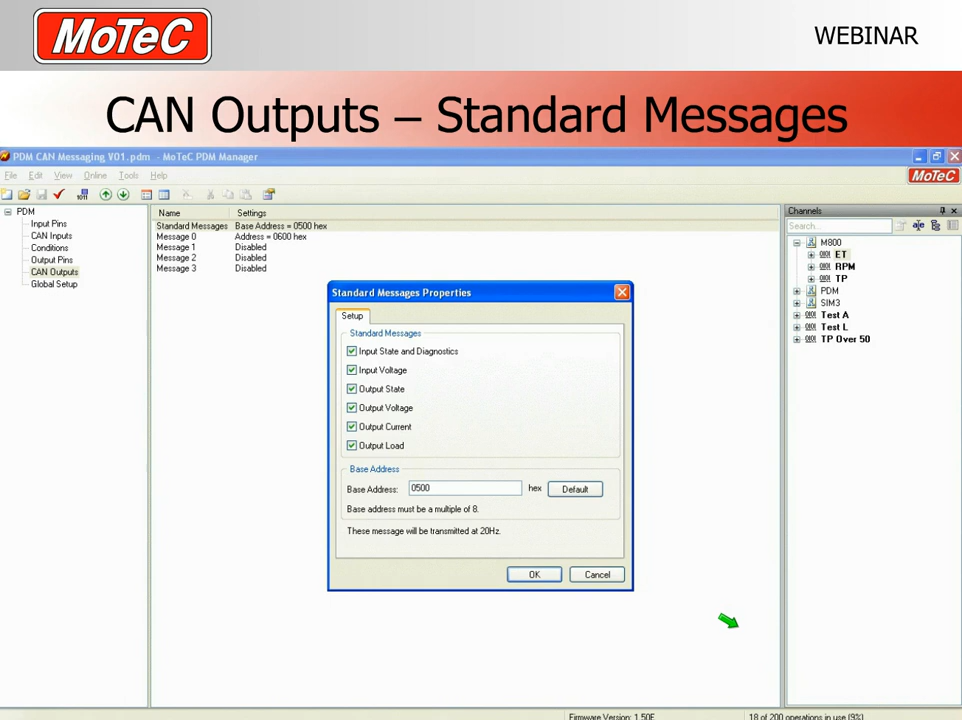 MoTeC
WEBINAR
CAN Outputs – Standard Messages
PDM CAN Messaging V01.pdm - MoTeC PDM Manager
File Edit View Online Tools Help
MoTeC
PDM
Input Pins
CAN Inputs
Conditions
Output Pins
CAN Outputs
Global Setup
Name Settings
Standard Messages Base Address = 0500 hex
Message 0 Address = 0600 hex
Message 1 Disabled
Message 2 Disabled
Message 3 Disabled
Standard Messages Properties
Setup
Standard Messages
Input State and Diagnostics
Input Voltage
Output State
Output Voltage
Output Current
Output Load
Base Address
Base Address: 0500 hex Default
Base address must be a multiple of 8.
These message will be transmitted at 20Hz.
OK Cancel
Channels
Search...
M800
ET
RPM
TP
PDM
SIM3
Test A
Test L
TP Over 50
Firmware Version: 1.50E 18 of 200 operations in use (9%)